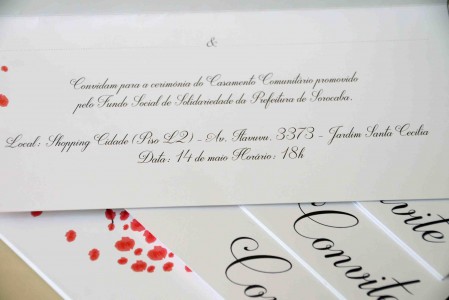 &
Convidam para a cerimônia do Casamento Comunitário promovido
pelo Fundo Social de Solidariedade da Prefeitura de Sorocaba.
Local: Shopping Cidade (Piso L2) - Av. Itavuvu. 3373 - Jardim Santa Cecília
Data: 14 de maio Horário: 18h
Convite
Convite